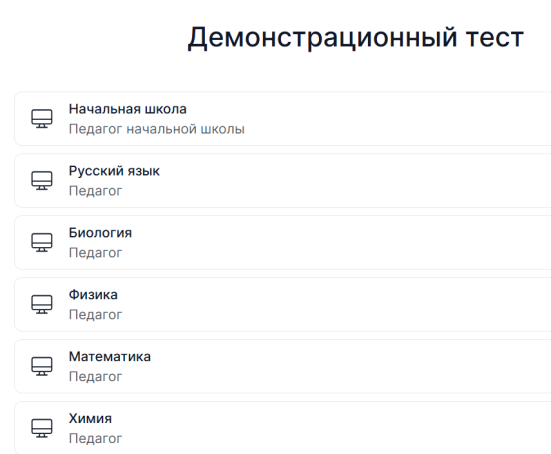 Демонстрационный тест
Начальная школа
Педагог начальной школы
Русский язык
Педагог
Биология
Педагог
Физика
Педагог
Математика
Педагог
Химия
Педагог